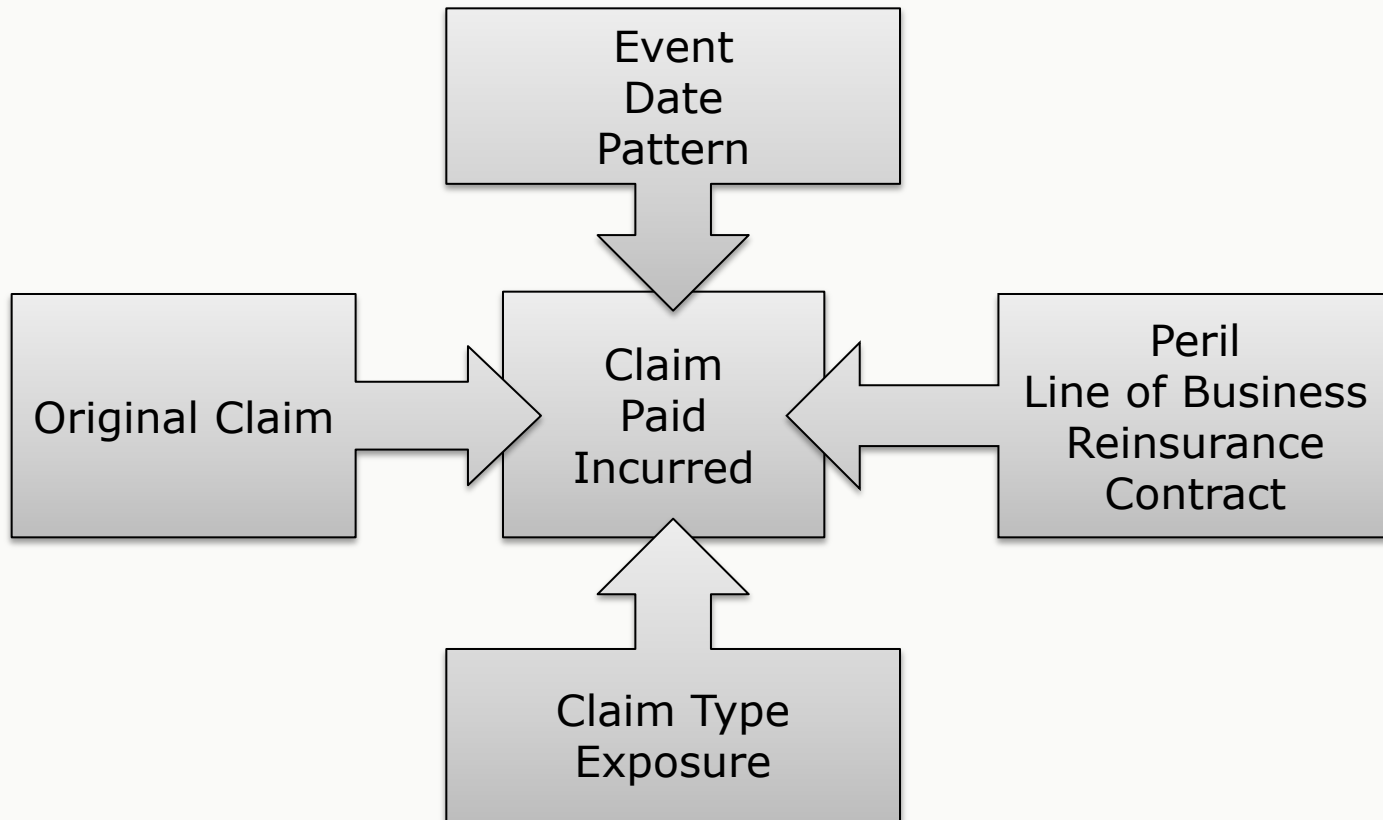 Event
Date
Pattern
Original Claim
Claim
Paid
Incurred
Peril
Line of Business
Reinsurance
Contract
Claim Type
Exposure